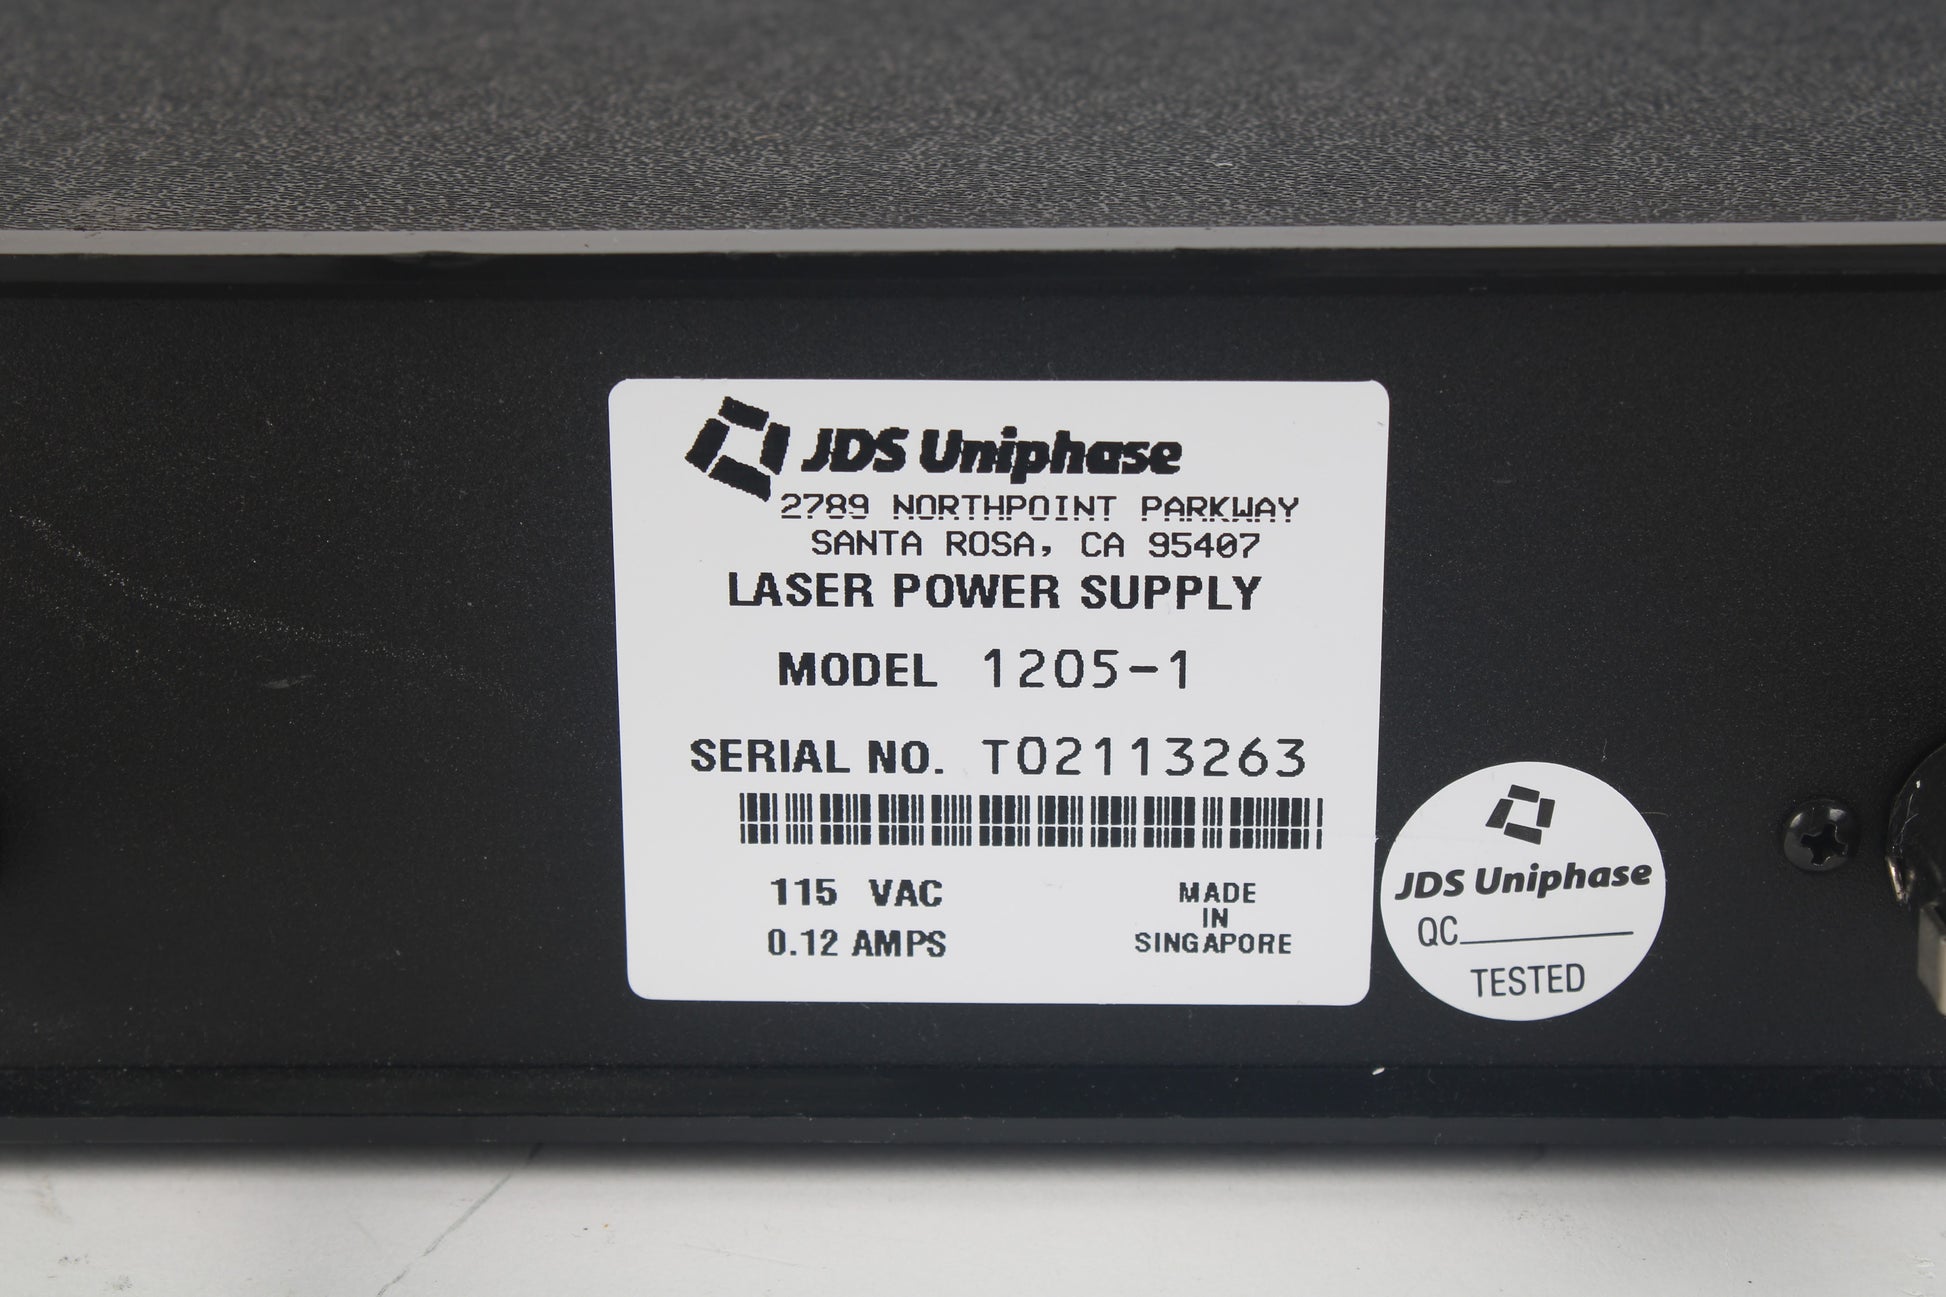 JDS Uniphase
2789 NORTHPOINT PARKWAY
SANTA ROSA, CA 95407
LASER POWER SUPPLY
MODEL 1205-1
SERIAL NO. T02113263
115 VAC
0.12 AMPS
MADE
IN
SINGAPORE
JDS Uniphase
QC
TESTED